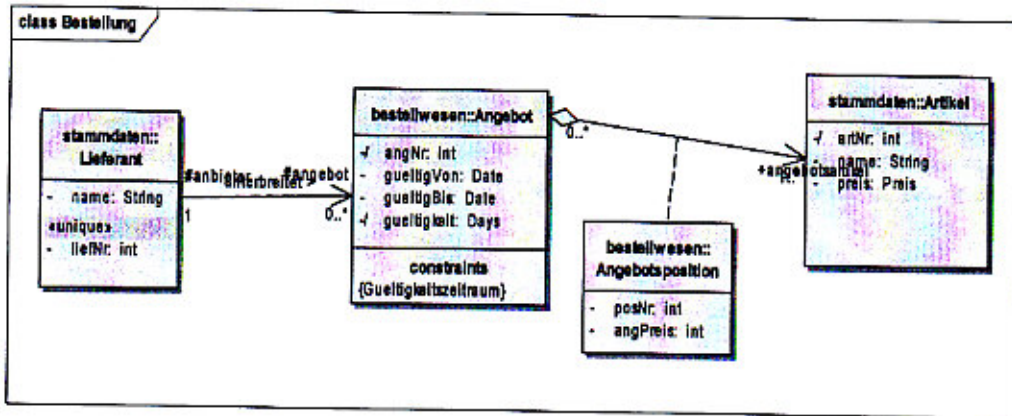 class Bestellung
stammdaten::
Lieferant
- name: String
«unique»
- liefNr: int
#anbieter
unterbreitet >
#angebot
1
0..*
bestellwesen::Angebot
-/ angNr: int
- gueltigVon: Date
- gueltigBis: Date
-/ gueltigkeit: Days
constraints
{Gueltigkeitszeitraum}
0..*
bestellwesen::
Angebotsposition
- posNr: int
- angPreis: int
+angebotsartikel
stammdaten::Artikel
-/ artNr: int
- name: String
- preis: Preis